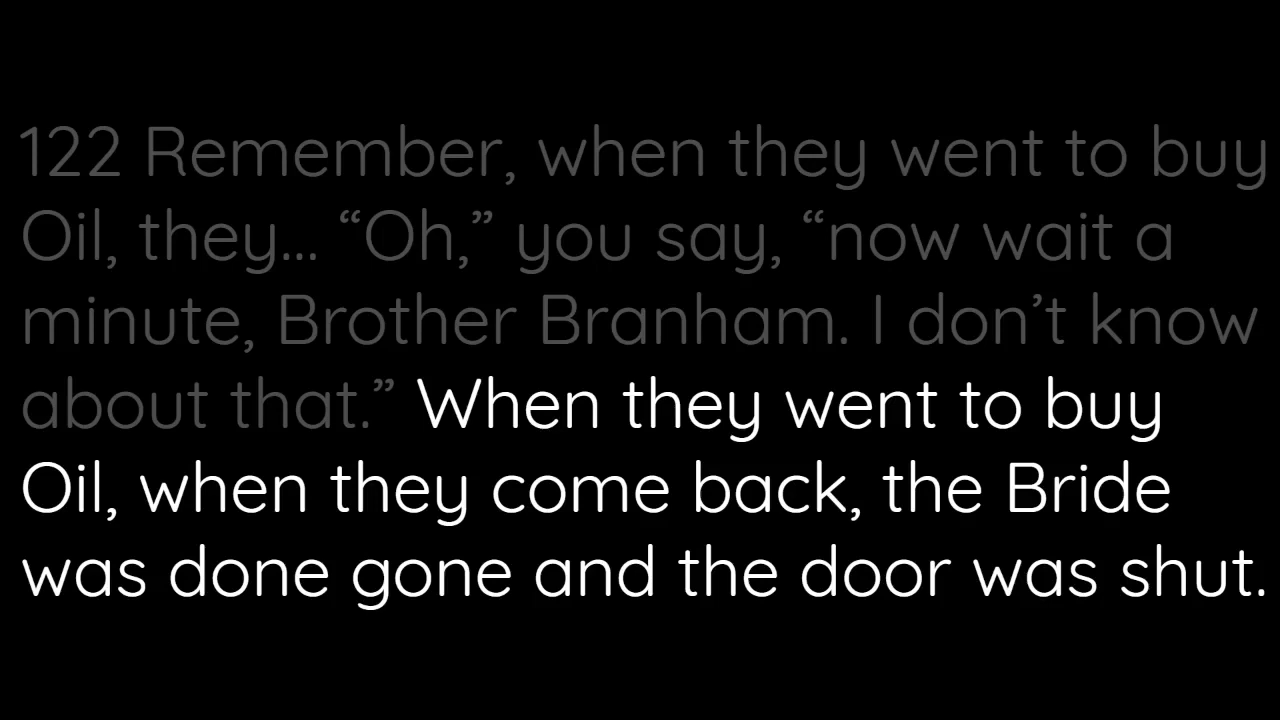 122 Remember, when they went to buy
Oil, they... “Oh,” you say, “now wait a
minute, Brother Branham. I don’t know
about that.” When they went to buy
Oil, when they come back, the Bride
was done gone and the door was shut.